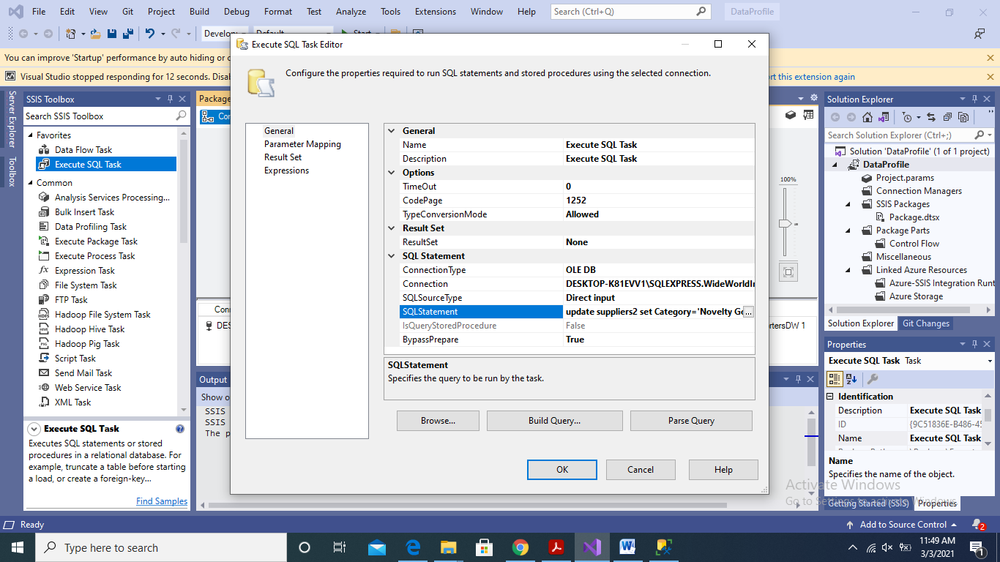 File Edit View Git Project Build Debug Format Test Analyze Tools Extensions Window Help Search (Ctrl+Q) DataProfile
Start
You can improve 'Startup' performance by auto hiding or
Visual Studio stopped responding for 12 seconds. this extension again
Server Explorer
Toolbox
SSIS Toolbox
Search SSIS Toolbox
Favorites
Data Flow Task
Execute SQL Task
Common
Analysis Services Processing...
Bulk Insert Task
Data Profiling Task
Execute Package Task
Execute Process Task
Expression Task
File System Task
FTP Task
Hadoop File System Task
Hadoop Hive Task
Hadoop Pig Task
Script Task
Send Mail Task
Web Service Task
XML Task
Execute SQL Task
Executes SQL statements or stored
procedures in a relational database. For
example, truncate a table before starting
a load, or create a foreign-key...
Find Samples
Package
Output
SSIS
SSIS
Execute SQL Task Editor
Configure the properties required to run SQL statements and stored procedures using the selected connection.
General
Parameter Mapping
Result Set
Expressions
General
Name Execute SQL Task
Description Execute SQL Task
Options
TimeOut 0
CodePage 1252
TypeConversionMode Allowed
Result Set
ResultSet None
SQL Statement
ConnectionType OLE DB
Connection DESKTOP-K81EVV1\SQLEXPRESS.WideWorldIr
SQLSourceType Direct input
SQLStatement update suppliers2 set Category='Novelty Go ...
IsQueryStoredProcedure False
BypassPrepare True
SQLStatement
Specifies the query to be run by the task.
Browse... Build Query... Parse Query
OK Cancel Help
100%
rtersDW 1
Solution Explorer
Search Solution Explorer (Ctrl+;)
Solution 'DataProfile' (1 of 1 project)
DataProfile
Project.params
Connection Managers
SSIS Packages
Package.dtsx
Package Parts
Control Flow
Miscellaneous
Linked Azure Resources
Azure-SSIS Integration Runt
Azure Storage
Solution Explorer Git Changes
Properties
Execute SQL Task Task
Identification
Description Execute SQL Task
ID {9C51836E-B486-45
Name Execute SQL Task
Name
Specifies the name of the object.
Activate Windows
Go to Settings to activate Windows.
Getting Started (SSIS) Properties
Ready Add to Source Control 2
Type here to search 11:49 AM
3/3/2021 1